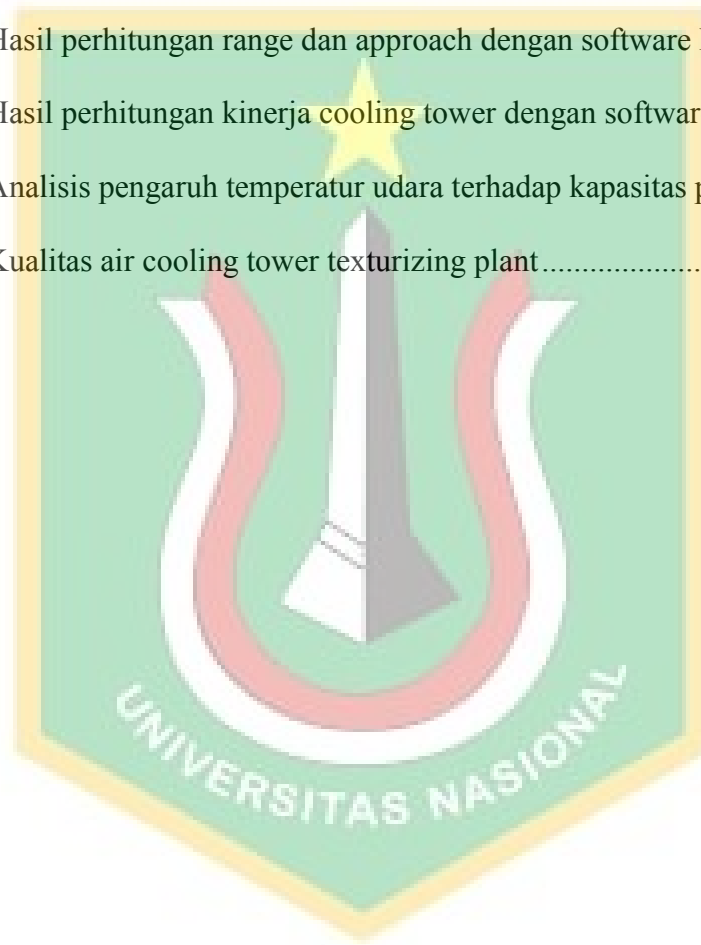 Hasil perhitungan range dan approach dengan software
Hasil perhitungan kinerja cooling tower dengan softwar
Analisis pengaruh temperatur udara terhadap kapasitas p
Kualitas air cooling tower texturizing plant....................
UNIVERSITAS NASIONAL